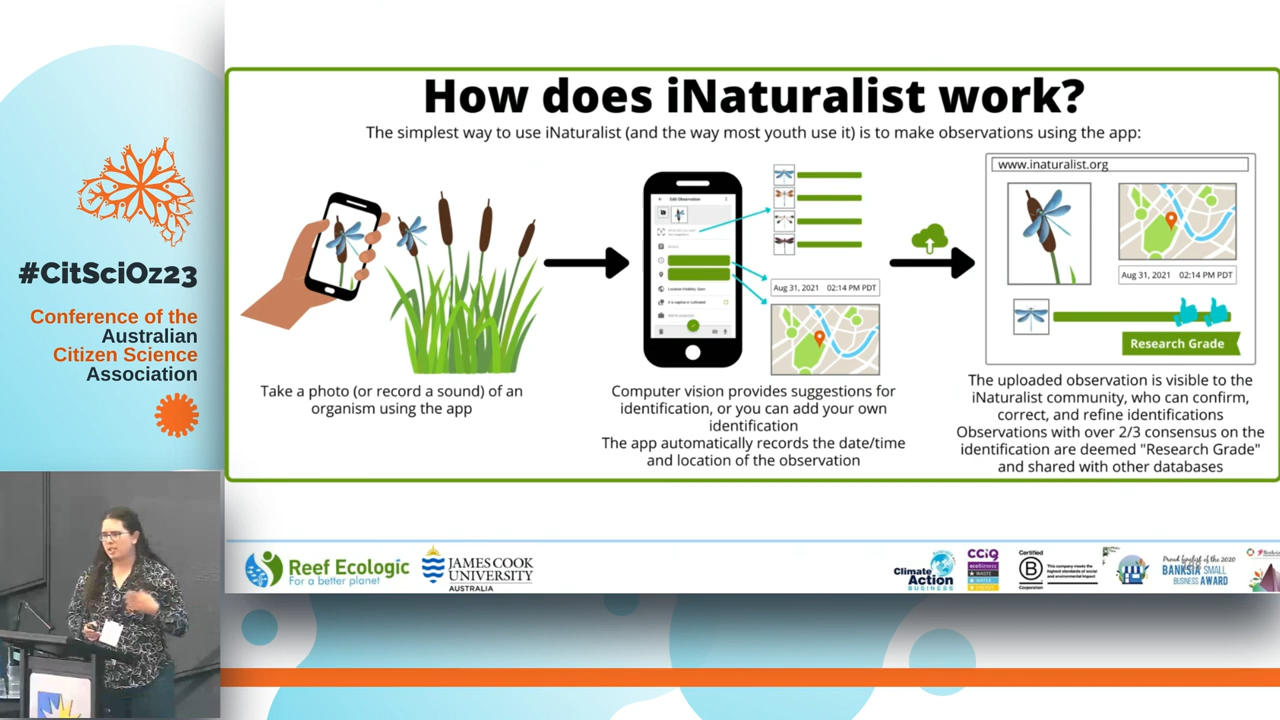 How does iNaturalist work?
The simplest way to use iNaturalist (and the way most youth use it) is to make observations using the app:
Take a photo (or record a sound) of an
organism using the app
Edit Observation
Aug 31, 2021 02:14 PM PDT
Computer vision provides suggestions for
identification, or you can add your own
identification
The app automatically records the date/time
and location of the observation
www.inaturalist.org
Aug 31, 2021 02:14 PM PDT
Research Grade
The uploaded observation is visible to the
iNaturalist community, who can confirm,
correct, and refine identifications
Observations with over 2/3 consensus on the
identification are deemed "Research Grade"
and shared with other databases
#CitSciOz23
Conference of the
Australian
Citizen Science
Association
Reef Ecologic
For a better planet
JAMES COOK
UNIVERSITY
AUSTRALIA
Climate
Action
BUSINESS
Certified
B
Corporation
This company meets the
highest standards of social
and environmental impact
Proud finalist of the 2020
BANKSIA SMALL
BUSINESS AWARD